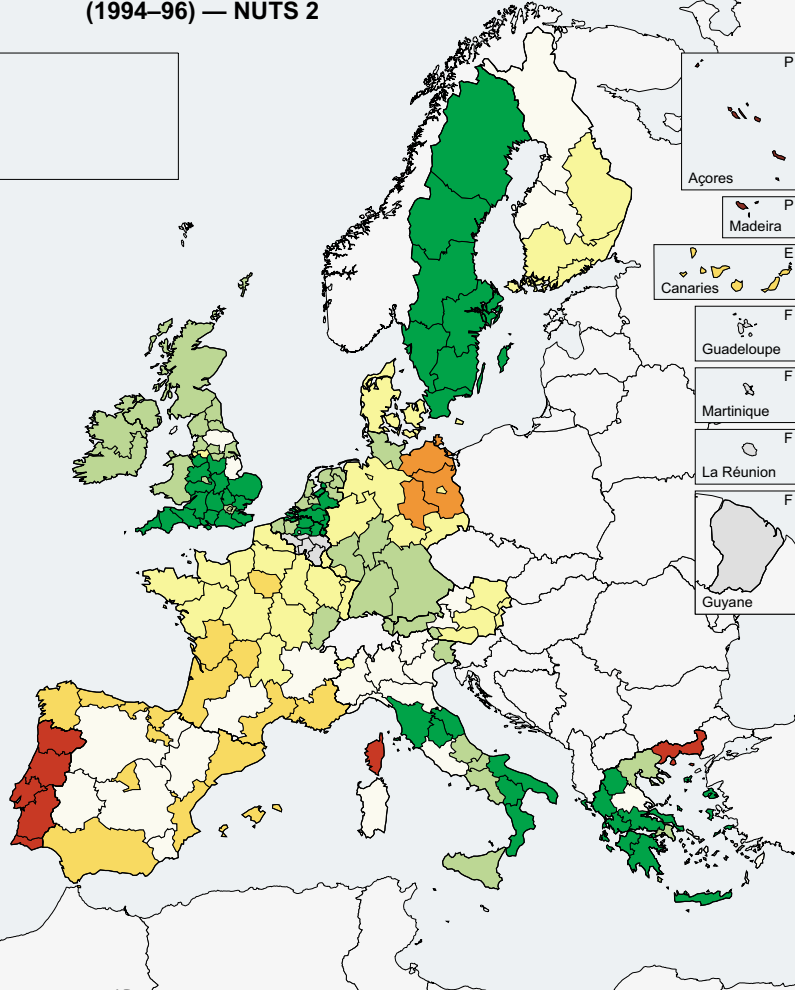 (1994–96) — NUTS 2
P
Açores
P
Madeira
E
Canaries
F
Guadeloupe
F
Martinique
F
La Réunion
F
Guyane